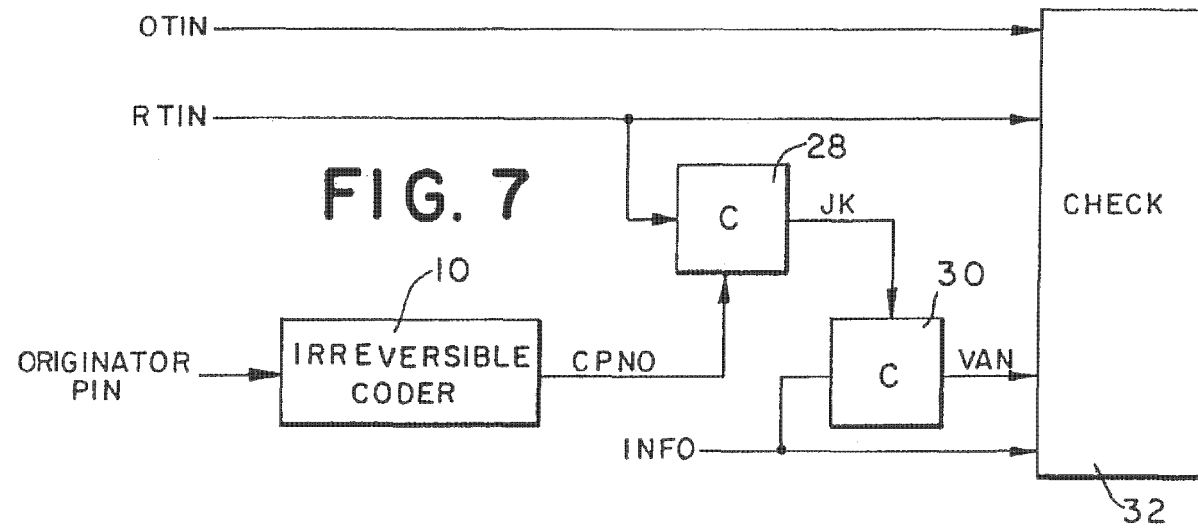 OTIN
RTIN
FIG. 7
28
C
JK
CHECK
10
30
ORIGINATOR
PIN
IRREVERSIBLE
CODER
CPNO
C
VAN
INFO
32